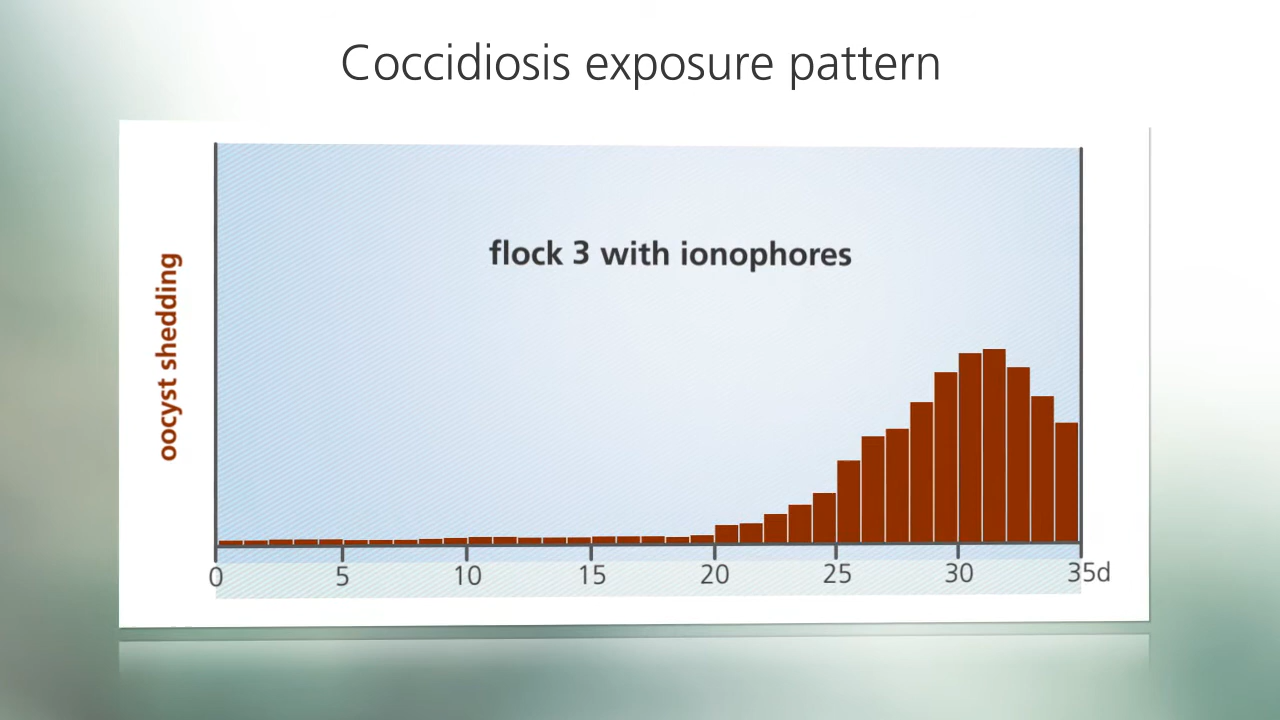 Coccidiosis exposure pattern
flock 3 with ionophores
oocyst shedding
0 5 10 15 20 25 30 35d